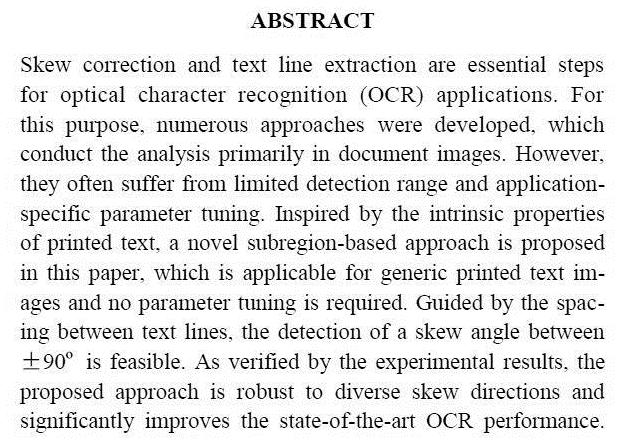 ABSTRACT
Skew correction and text line extraction are essential steps
for optical character recognition (OCR) applications. For
this purpose, numerous approaches were developed, which
conduct the analysis primarily in document images. However,
they often suffer from limited detection range and application-
specific parameter tuning. Inspired by the intrinsic properties
of printed text, a novel subregion-based approach is proposed
in this paper, which is applicable for generic printed text im-
ages and no parameter tuning is required. Guided by the spac-
ing between text lines, the detection of a skew angle between
±90° is feasible. As verified by the experimental results, the
proposed approach is robust to diverse skew directions and
significantly improves the state-of-the-art OCR performance.